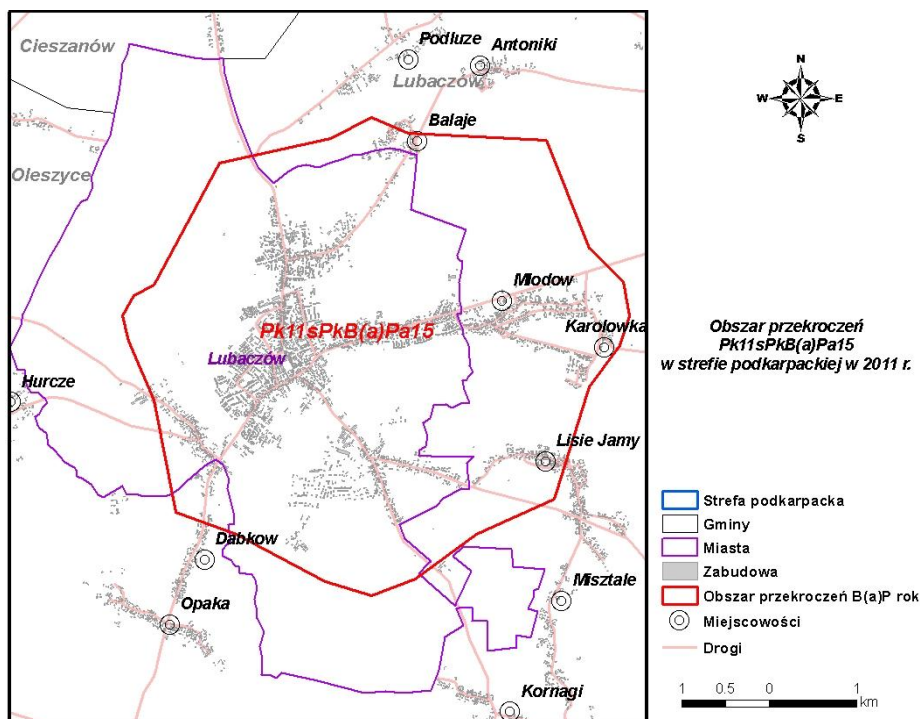 Cieszanów
Podluze
Antoniki
Lubaczów
Balaje
Oleszyce
Mlodow
Pk11sPkB(a)Pa15
Karolowka
Lubaczów
Hurcze
Lisie Jamy
Dabkow
Misztale
Opaka
Kornagi
N
W
E
S
Obszar przekroczeń
Pk11sPkB(a)Pa15
w strefie podkarpackiej w 2011 r.
Strefa podkarpacka
Gminy
Miasta
Zabudowa
Obszar przekroczeń B(a)P rok
Miejscowości
Drogi
1 0.5 0 1
km